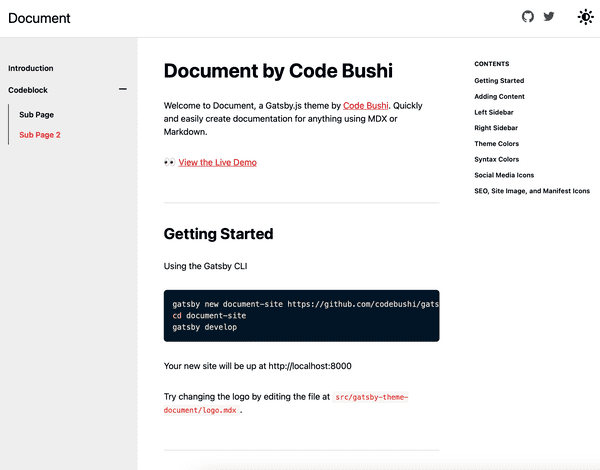 Document
Introduction
Codeblock
Sub Page
Sub Page 2
Document by Code Bushi
Welcome to Document, a Gatsby.js theme by Code Bushi. Quickly
and easily create documentation for anything using MDX or
Markdown.
👀 View the Live Demo
Getting Started
Using the Gatsby CLI
gatsby new document-site https://github.com/codebushi/gats
cd document-site
gatsby develop
Your new site will be up at http://localhost:8000
Try changing the logo by editing the file at src/gatsby-theme-
document/logo.mdx.
CONTENTS
Getting Started
Adding Content
Left Sidebar
Right Sidebar
Theme Colors
Syntax Colors
Social Media Icons
SEO, Site Image, and Manifest Icons